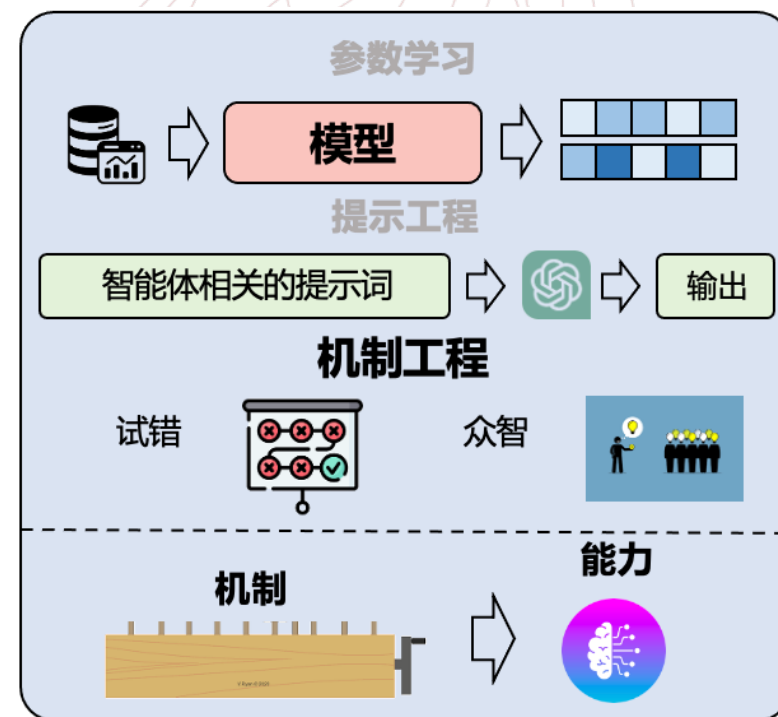 参数学习
模型
提示工程
智能体相关的提示词
输出
机制工程
试错
众智
能力
机制